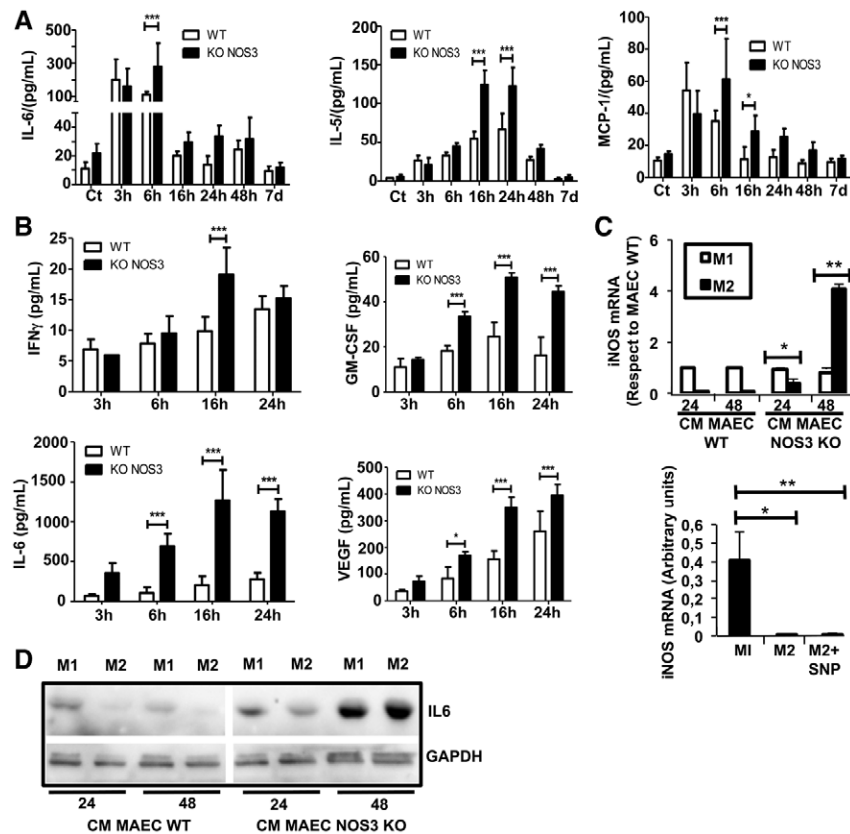 A
IL-6/(pg/mL)
500
300
100
40
20
0
***
WT
KO NOS3
Ct 3h 6h 16h 24h 48h 7d
IL-5/(pg/mL)
200
150
100
50
0
*** ***
WT
KO NOS3
Ct 3h 6h 16h 24h 48h 7d
MCP-1/(pg/mL)
100
80
60
40
20
0
***
*
WT
KO NOS3
Ct 3h 6h 16h 24h 48h 7d
B
IFNγ (pg/mL)
25
20
15
10
5
0
WT
KO NOS3
***
3h 6h 16h 24h
GM-CSF (pg/mL)
60
40
20
0
WT
KO NOS3
*** *** ***
3h 6h 16h 24h
IL-6 (pg/mL)
2000
1500
1000
500
0
WT
KO NOS3
*** *** ***
3h 6h 16h 24h
VEGF (pg/mL)
500
400
300
200
100
0
WT
KO NOS3
* *** ***
3h 6h 16h 24h
C
iNOS mRNA
(Respect to MAEC WT)
6
4
2
0
M1
M2
* **
24 48 24 48
CM MAEC CM MAEC
WT NOS3 KO
iNOS mRNA (Arbitrary units)
0,6
0,5
0,4
0,3
0,2
0,1
0
**
*
MI M2 M2+
SNP
D
M1 M2 M1 M2 M1 M2 M1 M2
IL6
GAPDH
24 48 24 48
CM MAEC WT CM MAEC NOS3 KO